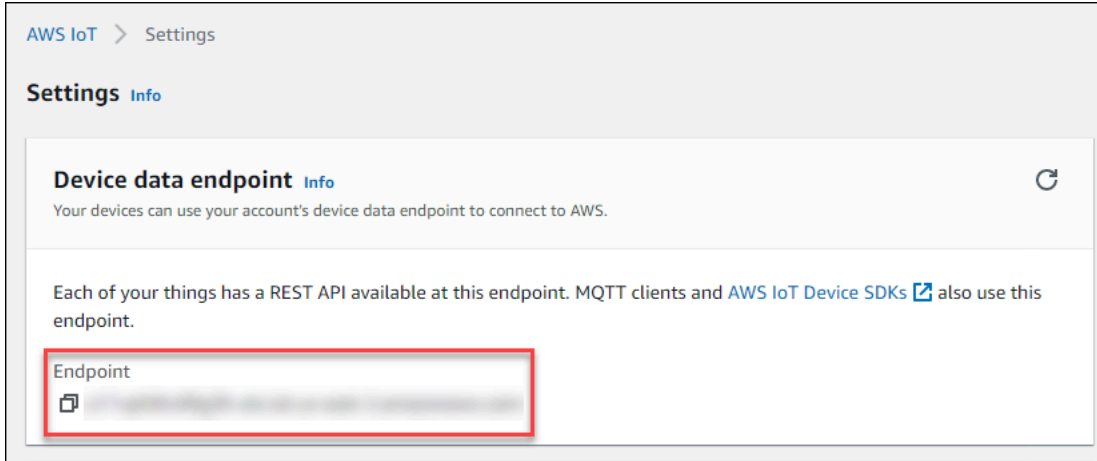 AWS IoT > Settings
Settings Info
Device data endpoint Info
Your devices can use your account's device data endpoint to connect to AWS.
Each of your things has a REST API available at this endpoint. MQTT clients and AWS IoT Device SDKs also use this
endpoint.
Endpoint